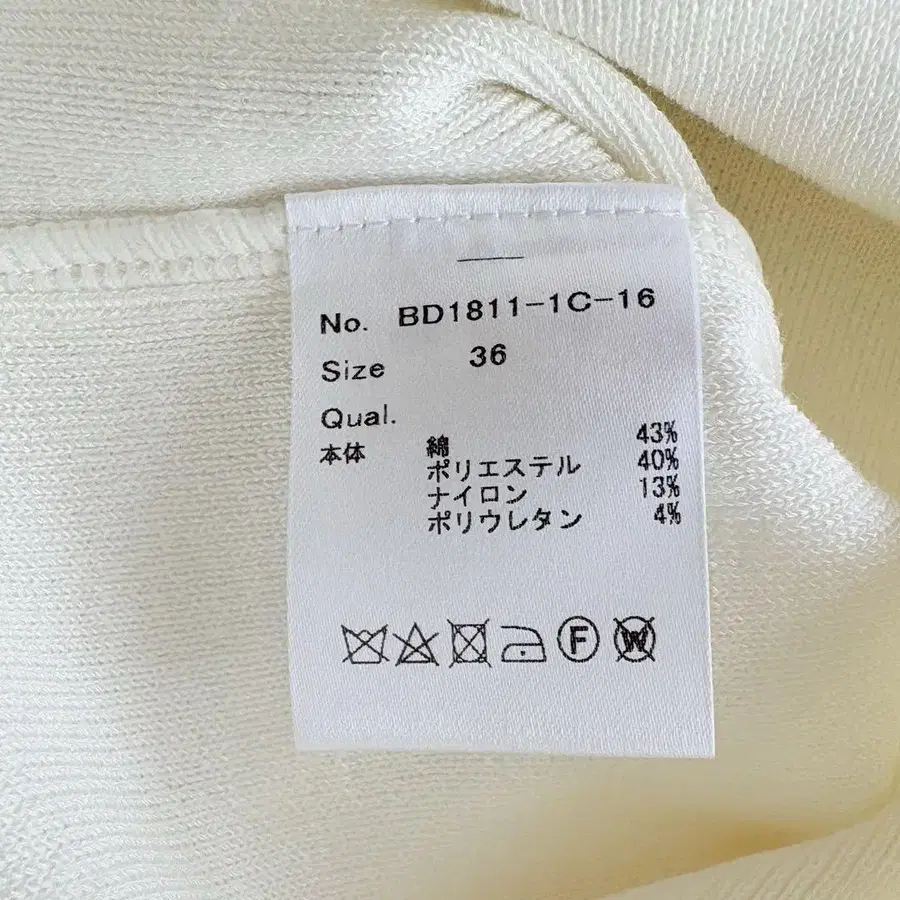 No. BD1811-1C-16
Size 36
Qual.
本体 綿 43%
ポリエステル 40%
ナイロン 13%
ポリウレタン 4%
F W